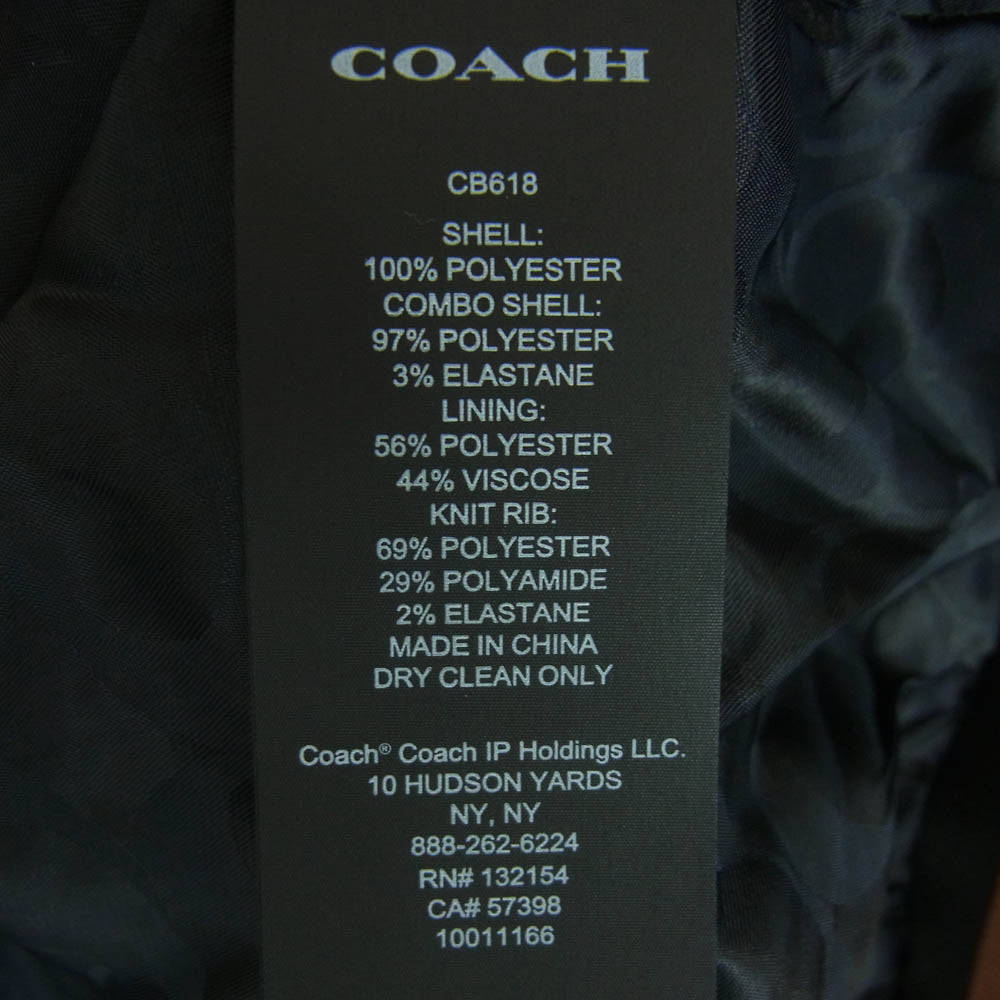 COACH
CB618
SHELL:
100% POLYESTER
COMBO SHELL:
97% POLYESTER
3% ELASTANE
LINING:
56% POLYESTER
44% VISCOSE
KNIT RIB:
69% POLYESTER
29% POLYAMIDE
2% ELASTANE
MADE IN CHINA
DRY CLEAN ONLY
Coach® Coach IP Holdings LLC.
10 HUDSON YARDS
NY, NY
888-262-6224
RN# 132154
CA# 57398
10011166